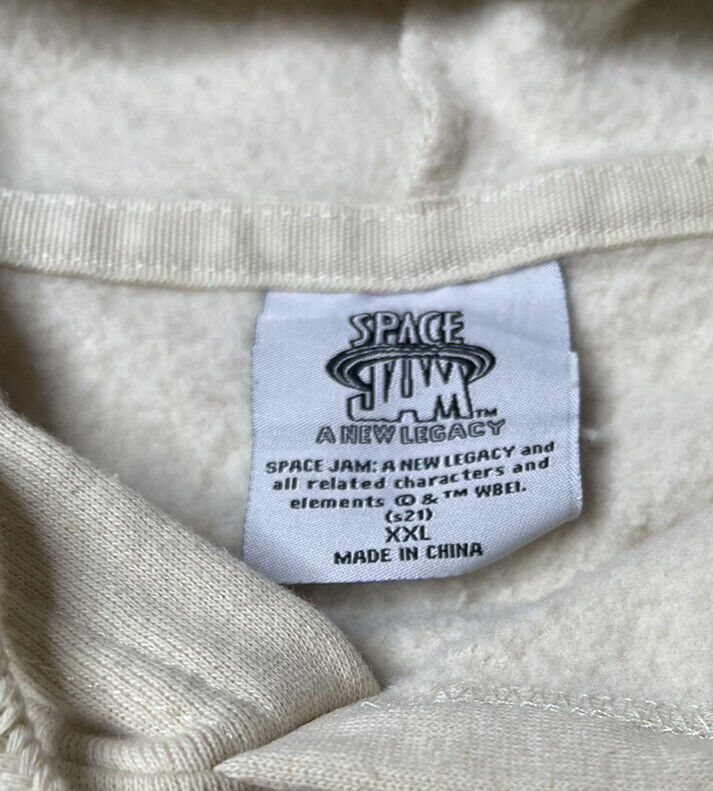 SPACE
JAM™
A NEW LEGACY
SPACE JAM: A NEW LEGACY and
all related characters and
elements © & ™ WBEI.
(s21)
XXL
MADE IN CHINA